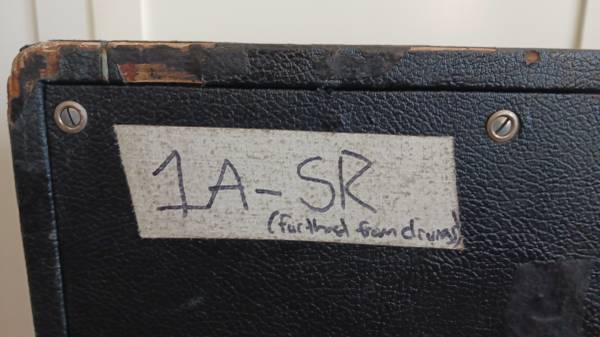 1A-SR
(furthest from drums)